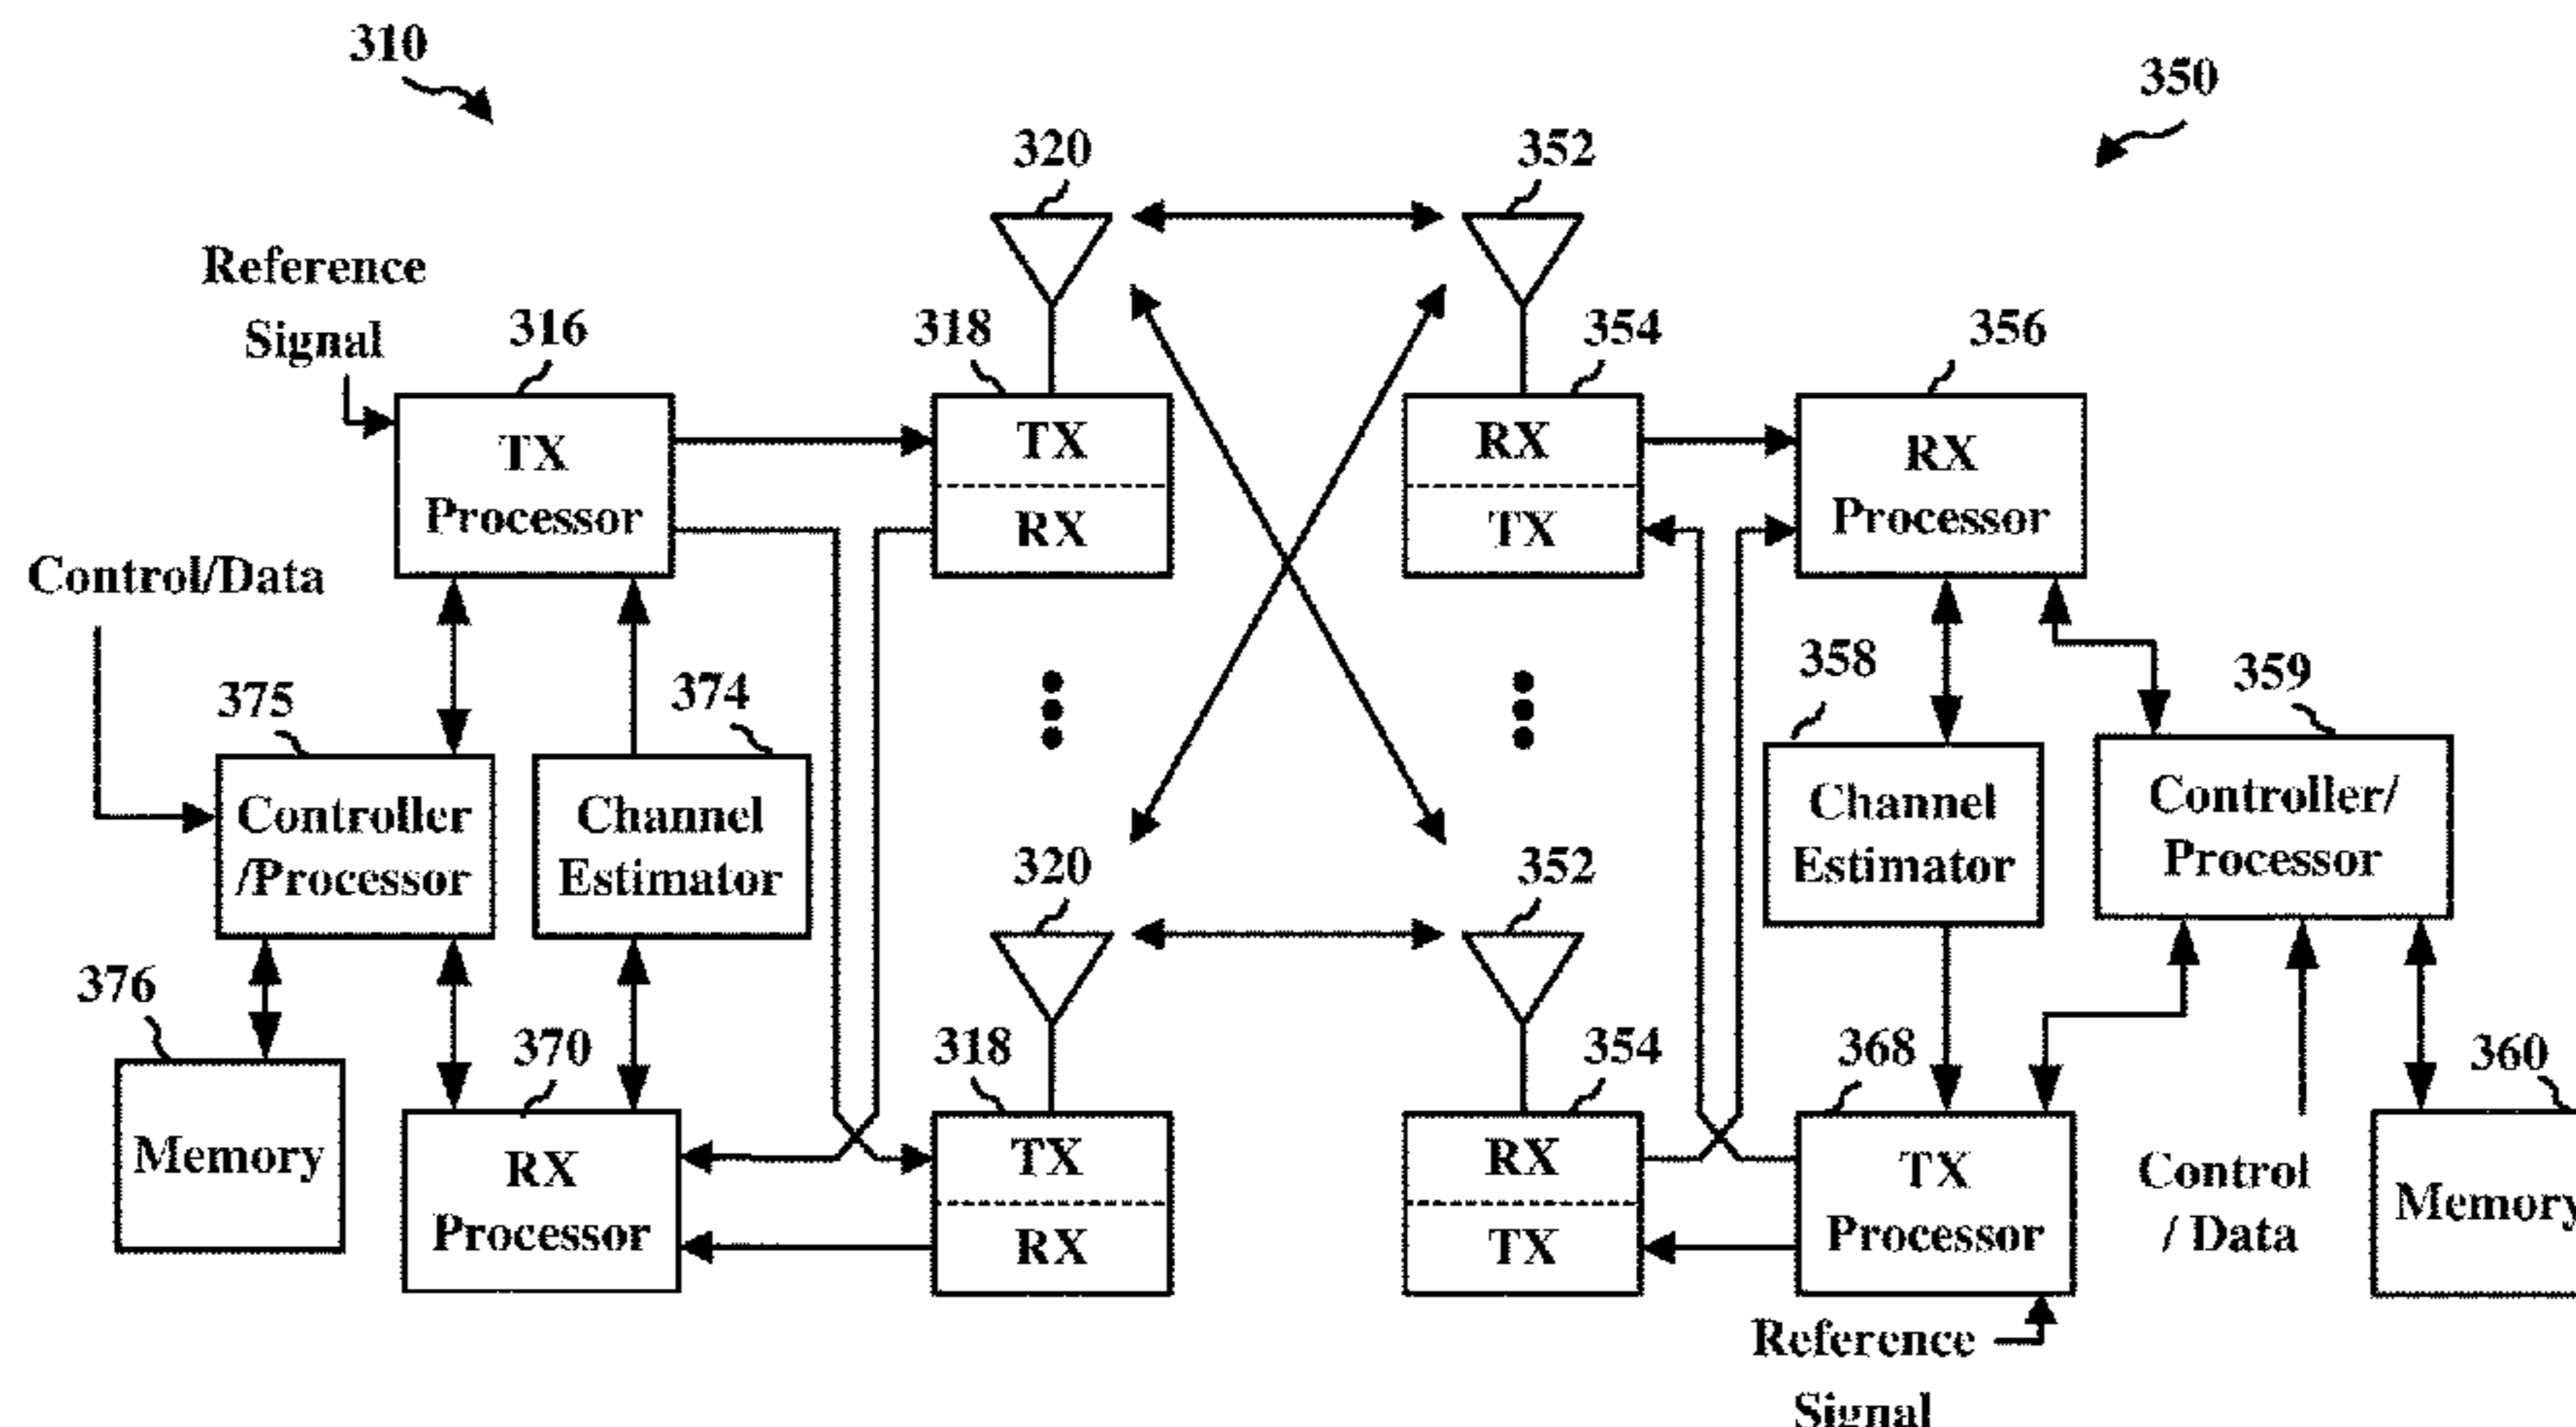 310
350
320
352
Reference
Signal
316
318
354
356
TX
Processor
TX
RX
RX
TX
RX
Processor
Control/Data
375
374
358
359
Controller
/Processor
Channel
Estimator
Channel
Estimator
Controller/
Processor
320
352
376
370
318
354
368
360
Memory
RX
Processor
TX
RX
RX
TX
TX
Processor
Control
/ Data
Memory
Reference
Signal